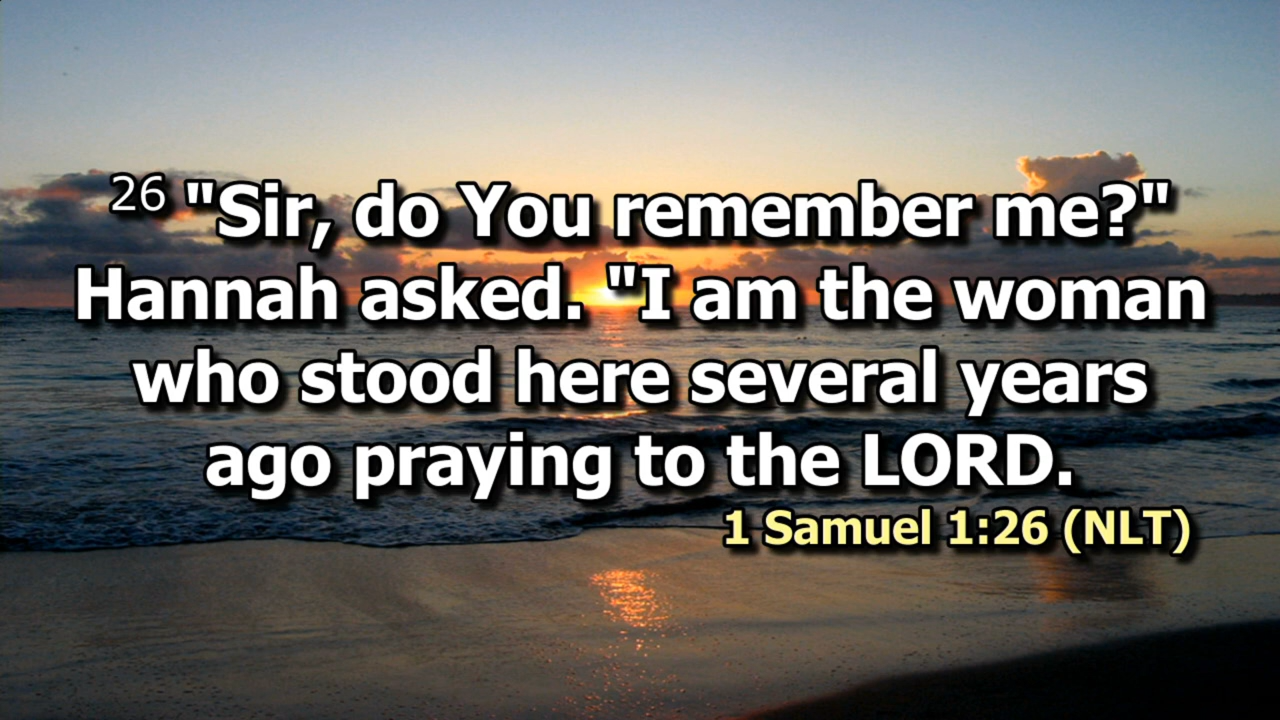 26 "Sir, do You remember me?"
Hannah asked. "I am the woman
who stood here several years
ago praying to the LORD.
1 Samuel 1:26 (NLT)